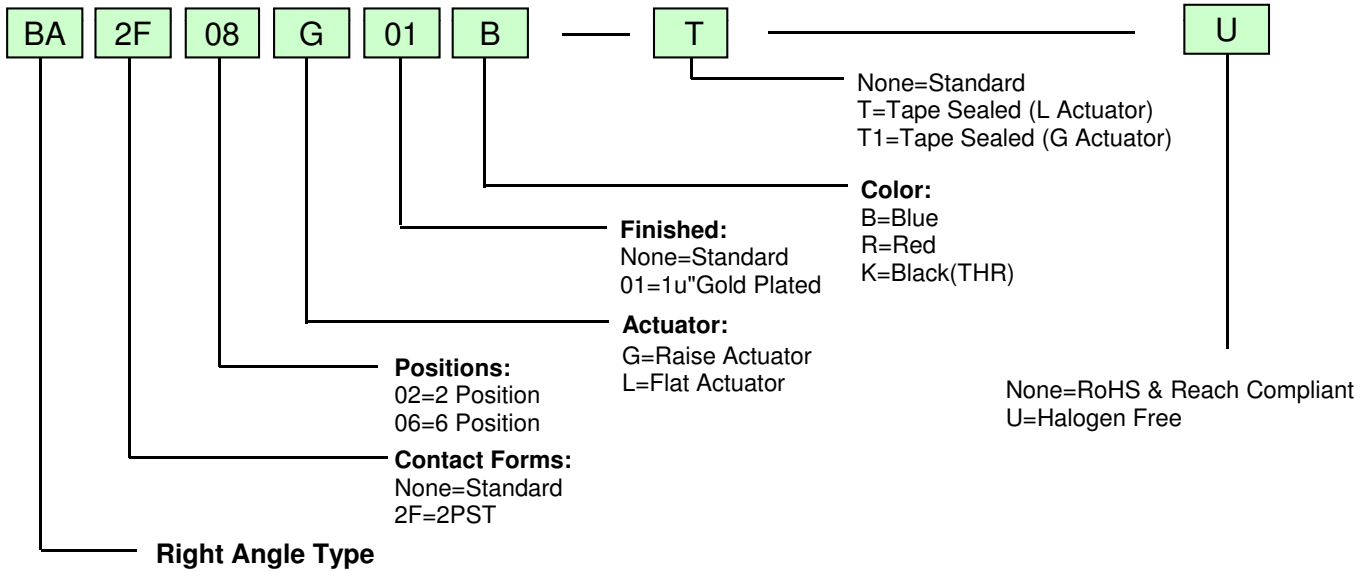 BA 2F 08 G 01 B — T — U
None=Standard
T=Tape Sealed (L Actuator)
T1=Tape Sealed (G Actuator)
Color:
B=Blue
R=Red
K=Black(THR)
Finished:
None=Standard
01=1u"Gold Plated
Actuator:
G=Raise Actuator
L=Flat Actuator
Positions:
02=2 Position
06=6 Position
None=RoHS & Reach Compliant
U=Halogen Free
Contact Forms:
None=Standard
2F=2PST
Right Angle Type